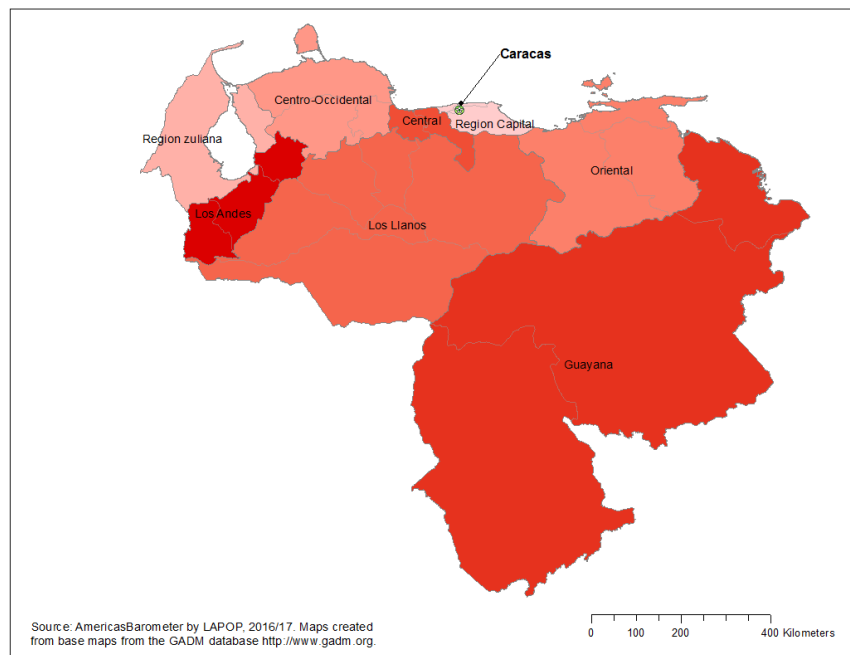 Caracas
Centro-Occidental
Central
Region Capital
Region zuliana
Oriental
Los Andes
Los Llanos
Guayana
Source: AmericasBarometer by LAPOP, 2016/17. Maps created
from base maps from the GADM database http://www.gadm.org.
0 100 200 400 Kilometers